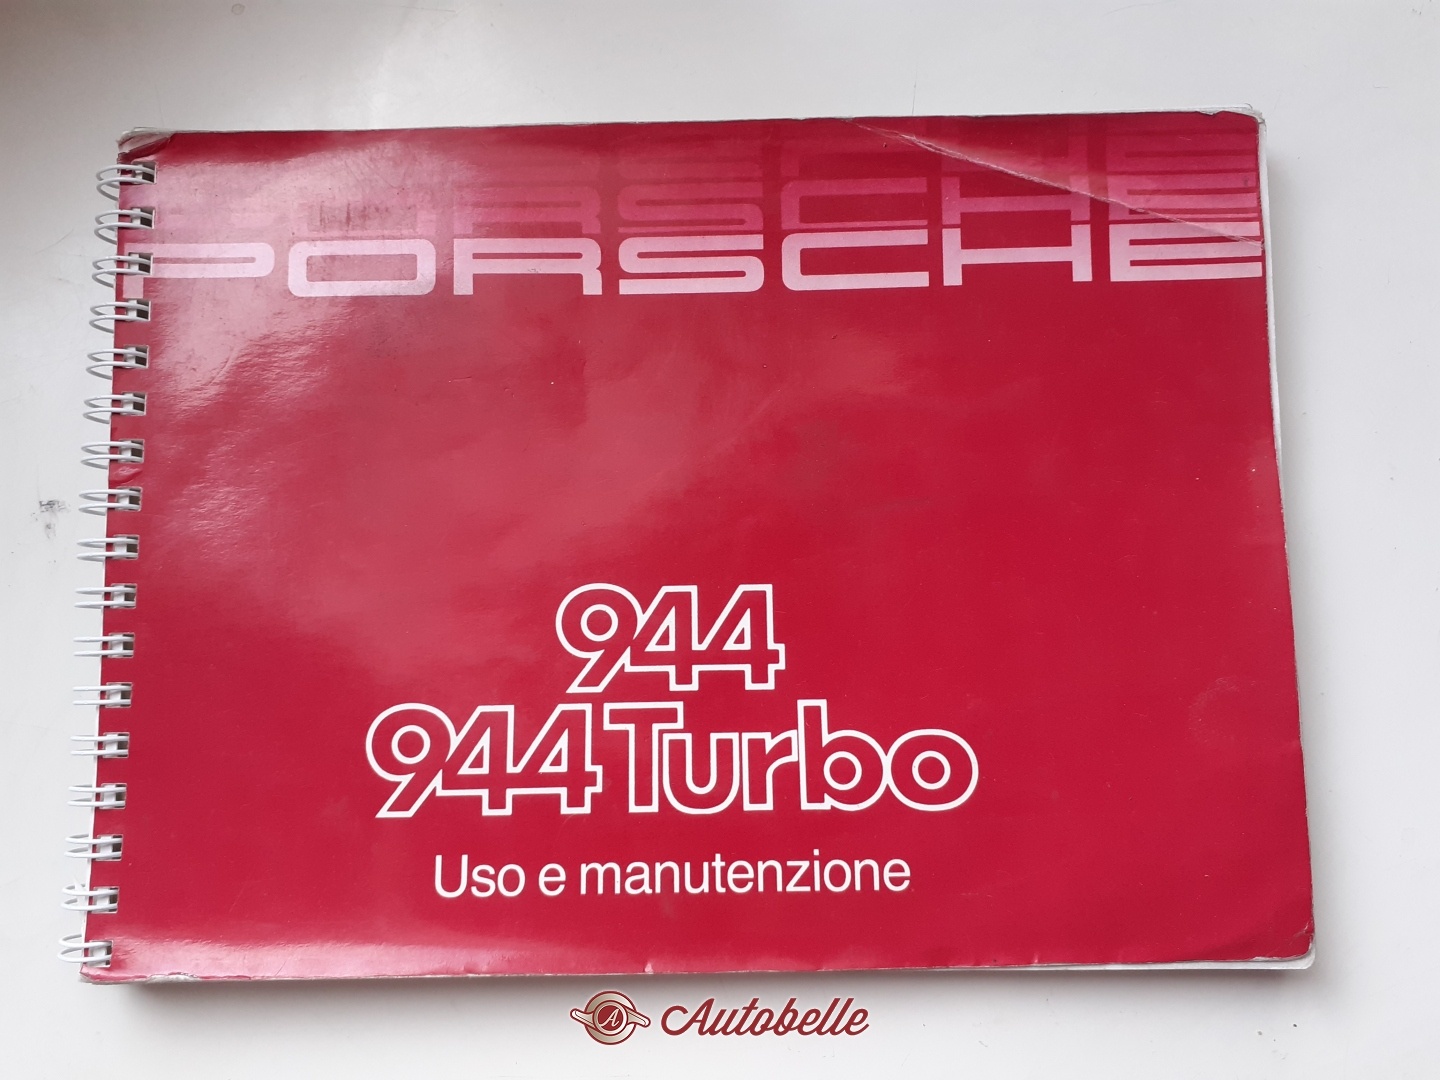 PORSCHE
PORSCHE
944
944 Turbo
Uso e manutenzione
A Autobelle